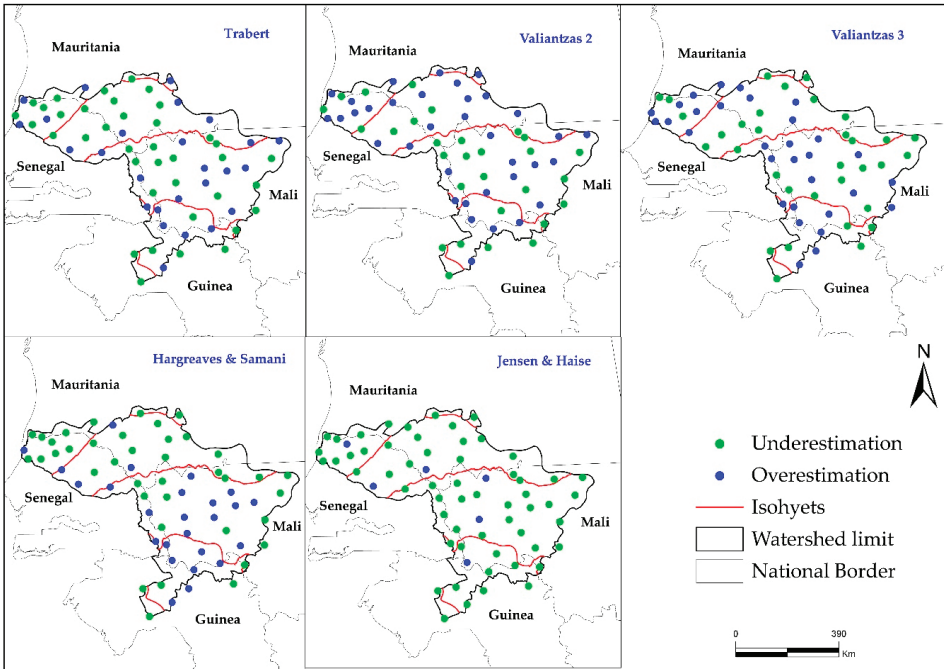 Trabert
Mauritania
Senegal
Mali
Guinea
Valiantzas 2
Mauritania
Senegal
Mali
Guinea
Valiantzas 3
Mauritania
Senegal
Mali
Guinea
Hargreaves & Samani
Mauritania
Senegal
Mali
Guinea
Jensen & Haise
Mauritania
Senegal
Mali
Guinea
N
Underestimation
Overestimation
Isohyets
Watershed limit
National Border
0 390
Km